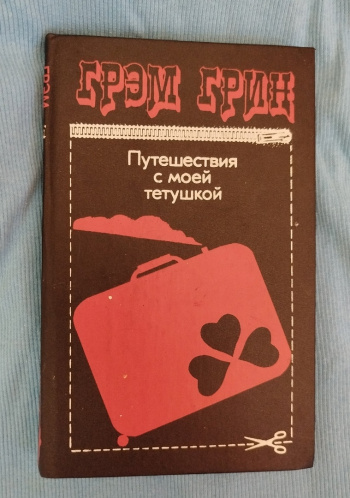 ГРЭМ ГРИН
Путешествия
с моей
тетушкой